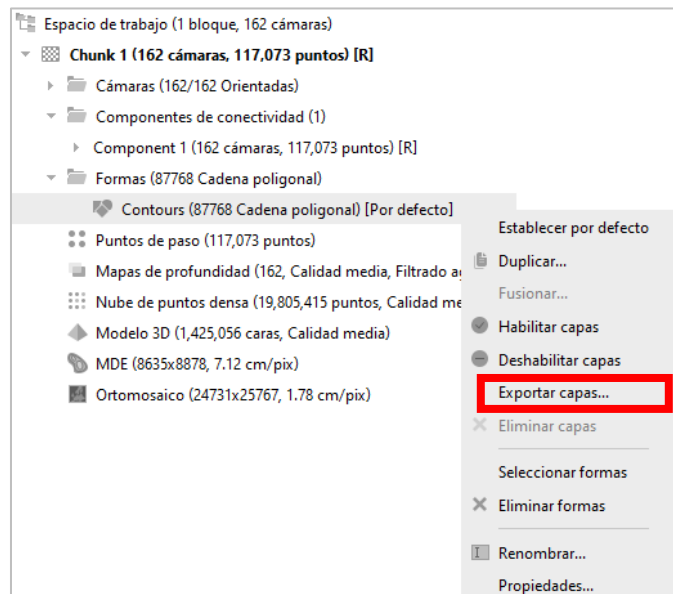 Espacio de trabajo (1 bloque, 162 cámaras)
Chunk 1 (162 cámaras, 117,073 puntos) [R]
Cámaras (162/162 Orientadas)
Componentes de conectividad (1)
Component 1 (162 cámaras, 117,073 puntos) [R]
Formas (87768 Cadena poligonal)
Contours (87768 Cadena poligonal) [Por defecto]
Puntos de paso (117,073 puntos)
Mapas de profundidad (162, Calidad media, Filtrado
Nube de puntos densa (19,805,415 puntos, Calidad
Modelo 3D (1,425,056 caras, Calidad media)
MDE (8635x8878, 7.12 cm/pix)
Ortomosaico (24731x25767, 1.78 cm/pix)
Establecer por defecto
Duplicar...
Fusionar...
Habilitar capas
Deshabilitar capas
Exportar capas...
Eliminar capas
Seleccionar formas
Eliminar formas
Renombrar...
Propiedades...